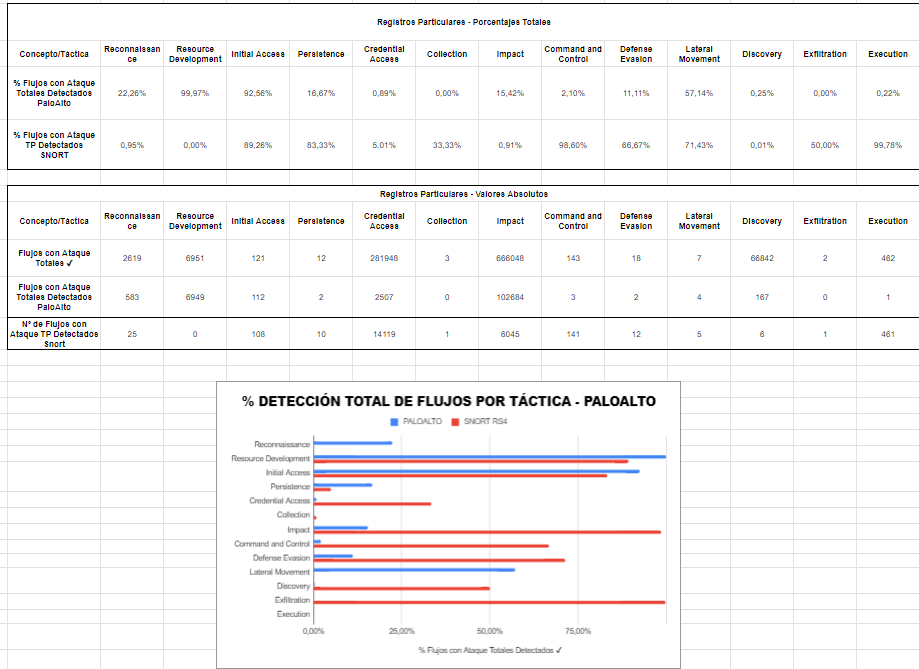 Registros Particulares - Porcentajes Totales
Concepto/Táctica Reconnaissan ce Resource Development Initial Access Persistence Credential Access Collection Impact Command and Control Defense Evasion Lateral Movement Discovery Exfiltration Execution
% Flujos con Ataque Totales Detectados PaloAlto 22,26% 99,97% 92,56% 16,67% 0,89% 0,00% 15,42% 2,10% 11,11% 57,14% 0,25% 0,00% 0,22%
% Flujos con Ataque TP Detectados SNORT 0,95% 0,00% 89,26% 83,33% 5,01% 33,33% 0,91% 98,60% 66,67% 71,43% 0,01% 50,00% 99,78%
Registros Particulares - Valores Absolutos
Concepto/Táctica Reconnaissan ce Resource Development Initial Access Persistence Credential Access Collection Impact Command and Control Defense Evasion Lateral Movement Discovery Exfiltration Execution
Flujos con Ataque Totales ✓ 2619 6951 121 12 281948 3 666048 143 18 7 66842 2 462
Flujos con Ataque Totales Detectados PaloAlto 583 6949 112 2 2507 0 102684 3 2 4 167 0 1
Nº de Flujos con Ataque TP Detectados Snort 25 0 108 10 14119 1 6045 141 12 5 6 1 461
% DETECCIÓN TOTAL DE FLUJOS POR TÁCTICA - PALOALTO
PALOALTO SNORT RS4
Reconnaissance
Resource Development
Initial Access
Persistence
Credential Access
Collection
Impact
Command and Control
Defense Evasion
Lateral Movement
Discovery
Exfiltration
Execution
0,00% 25,00% 50,00% 75,00%
% Flujos con Ataque Totales Detectados ✓